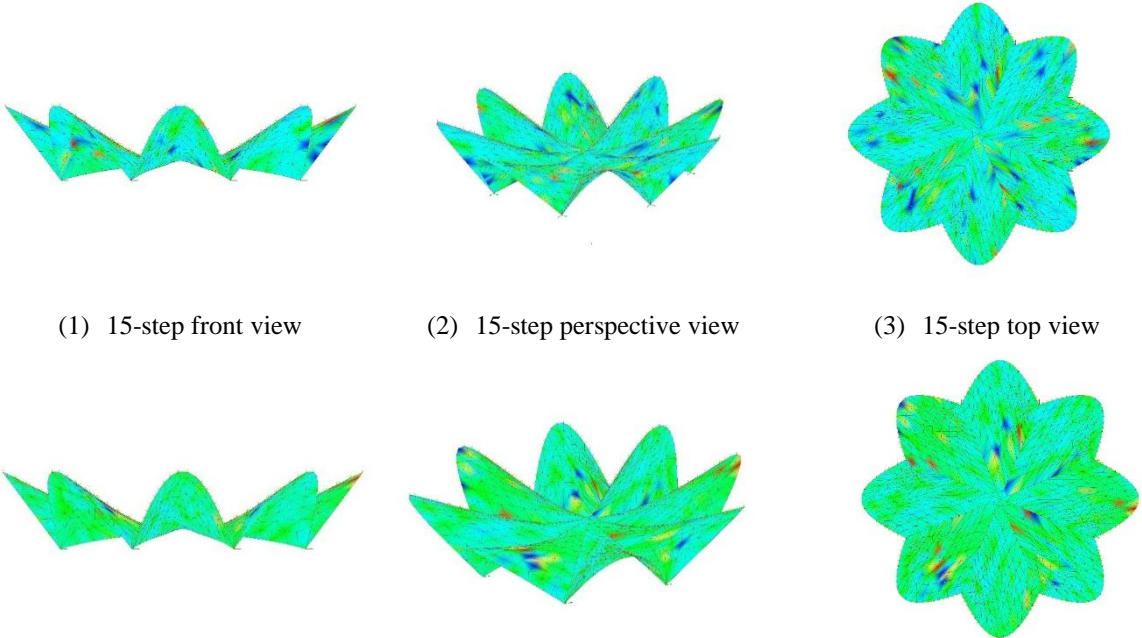 (1) 15-step front view
(2) 15-step perspective view
(3) 15-step top view